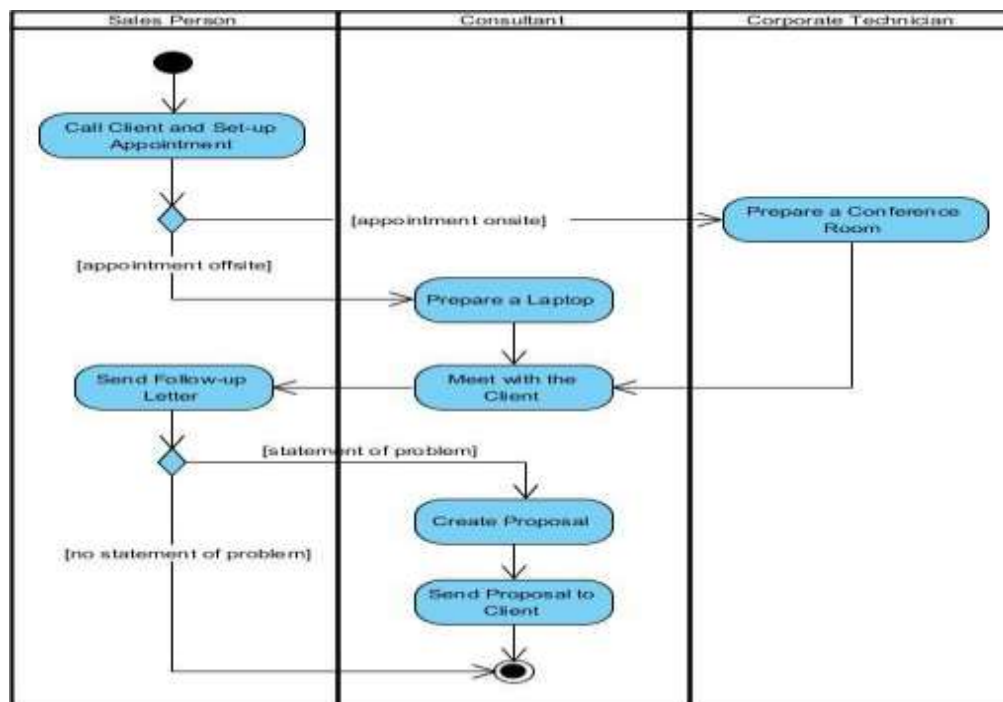 Sales Person
Consultant
Corporate Technician
Call Client and Set-up
Appointment
[appointment onsite]
Prepare a Conference
Room
[appointment offsite]
Prepare a Laptop
Send Follow-up
Letter
Meet with the
Client
[statement of problem]
Create Proposal
[no statement of problem]
Send Proposal to
Client